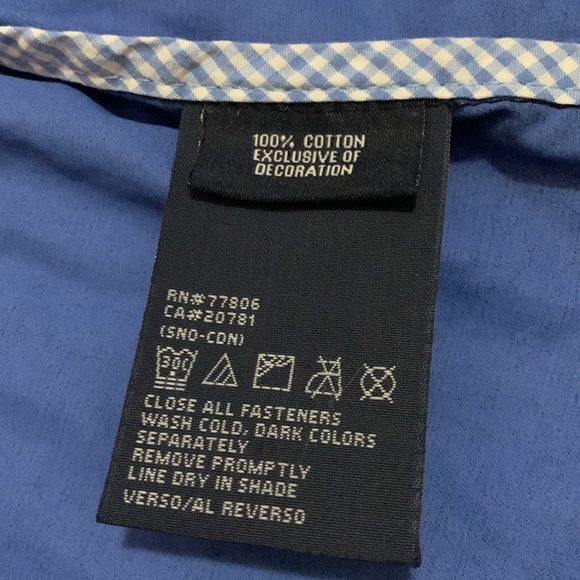 100% COTTON
EXCLUSIVE OF
DECORATION
RN#77806
CA#20781
(SNO-CDN)
30C
CLOSE ALL FASTENERS
WASH COLD, DARK COLORS
SEPARATELY
REMOVE PROMPTLY
LINE DRY IN SHADE
VERSO/AL REVERSO